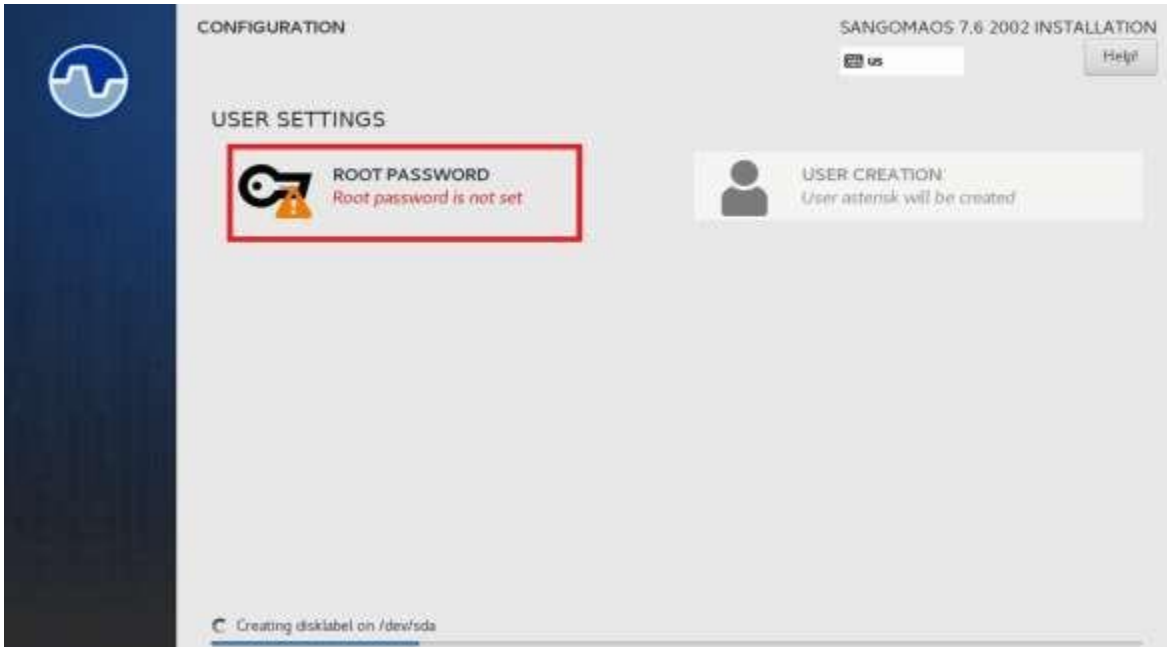 CONFIGURATION
SANGOMAOS 7.6 2002 INSTALLATION
us
Help!
USER SETTINGS
ROOT PASSWORD
Root password is not set
USER CREATION
User asterisk will be created
Creating disklabel on /dev/sda